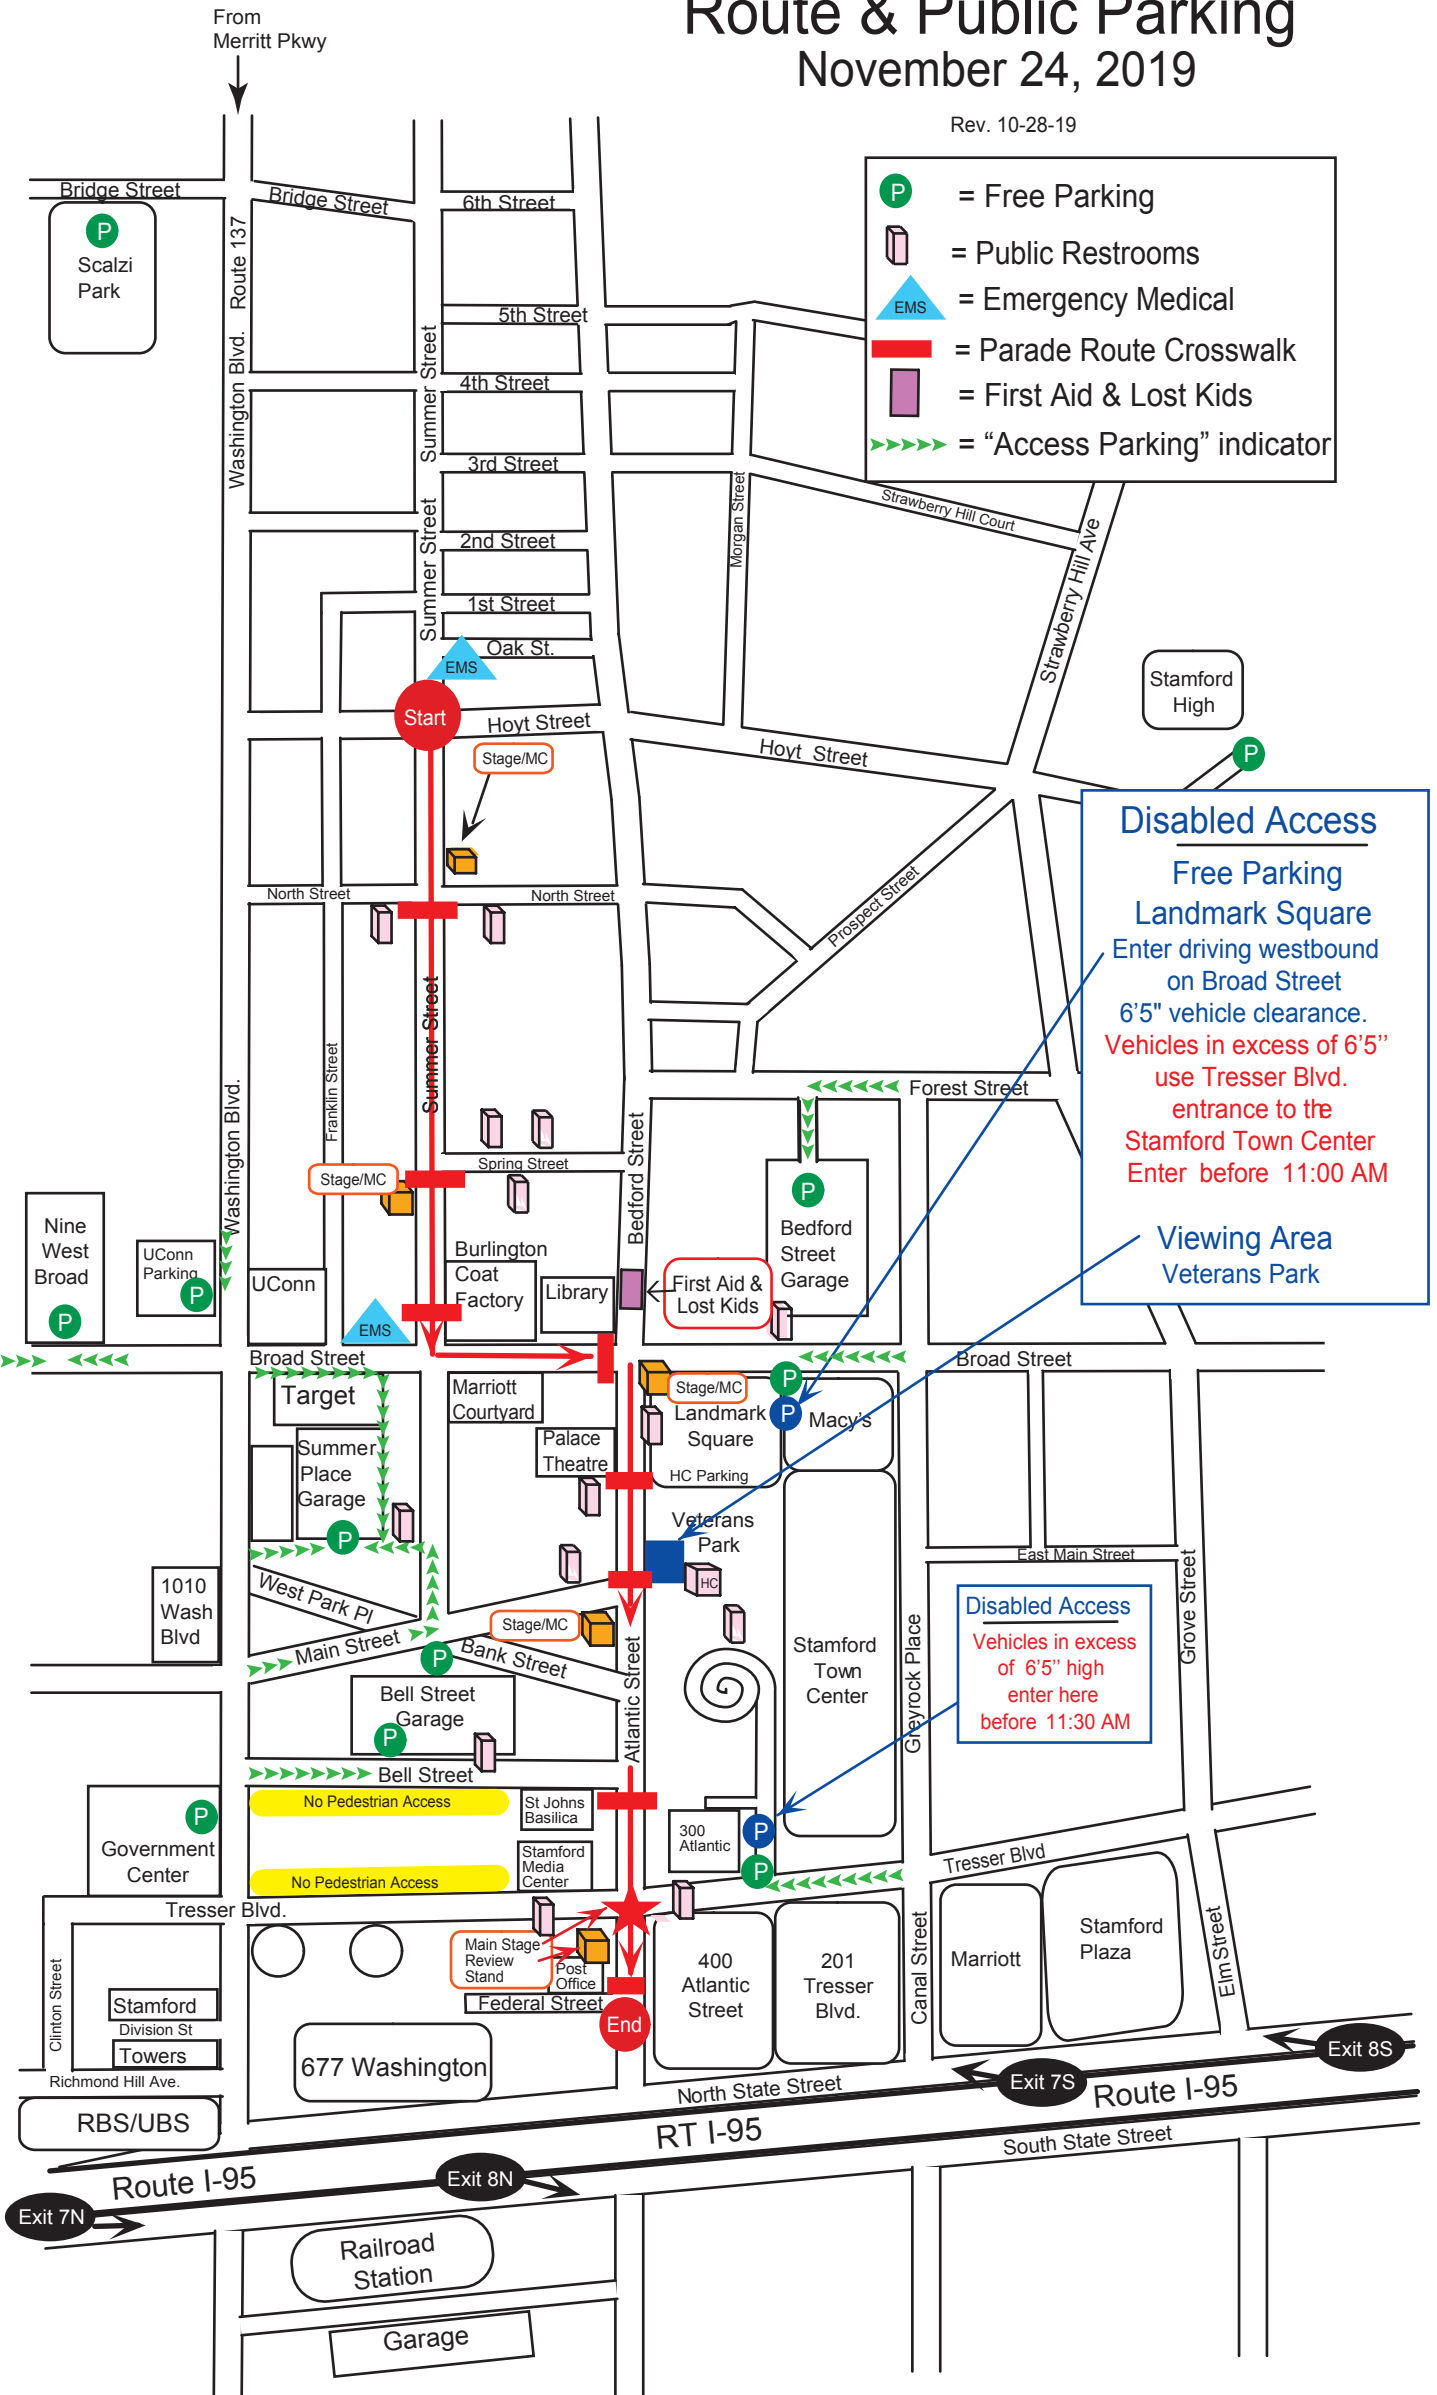 Route & Public Parking
November 24, 2019
Rev. 10-28-19
From
Merritt Pkwy
P = Free Parking
= Public Restrooms
EMS = Emergency Medical
= Parade Route Crosswalk
= First Aid & Lost Kids
= “Access Parking” indicator
Bridge Street
Bridge Street
6th Street
P
Scalzi
Park
Route 137
Washington Blvd.
5th Street
Summer Street
4th Street
3rd Street
Strawberry Hill Court
Morgan Street
Summer Street
2nd Street
Strawberry Hill Ave
1st Street
Oak St.
EMS
Stamford
High
P
Start
Hoyt Street
Hoyt Street
Stage/MC
Disabled Access
Free Parking
Landmark Square
Enter driving westbound
on Broad Street
6’5" vehicle clearance.
Vehicles in excess of 6’5’’
use Tresser Blvd.
entrance to the
Stamford Town Center
Enter before 11:00 AM
Viewing Area
Veterans Park
North Street
North Street
Prospect Street
Summer Street
Franklin Street
Washington Blvd.
Forest Street
Bedford Street
Spring Street
Stage/MC
P
Bedford
Street
Garage
Nine
West
Broad
P
UConn
Parking
P
UConn
Burlington
Coat
Factory
Library
First Aid &
Lost Kids
EMS
Broad Street
Broad Street
Target
Marriott
Courtyard
Stage/MC
P
P
Macy's
Landmark
Square
HC Parking
Palace
Theatre
Summer
Place
Garage
P
Veterans
Park
HC
East Main Street
Grove Street
1010
Wash
Blvd
West Park Pl
Main Street
Bank Street
Stage/MC
P
Disabled Access
Vehicles in excess
of 6’5’’ high
enter here
before 11:30 AM
Stamford
Town
Center
Greyrock Place
Atlantic Street
Bell Street
Garage
P
Bell Street
No Pedestrian Access
St Johns
Basilica
P
Government
Center
300
Atlantic
P
P
Stamford
Media
Center
No Pedestrian Access
Tresser Blvd
Tresser Blvd.
Main Stage
Review
Stand
Post
Office
Federal Street
End
400
Atlantic
Street
201
Tresser
Blvd.
Canal Street
Marriott
Stamford
Plaza
Elm Street
Clinton Street
Stamford
Division St
Towers
Richmond Hill Ave.
677 Washington
RBS/UBS
North State Street
Exit 8S
Exit 7S
Route I-95
RT I-95
South State Street
Route I-95
Exit 8N
Exit 7N
Railroad
Station
Garage